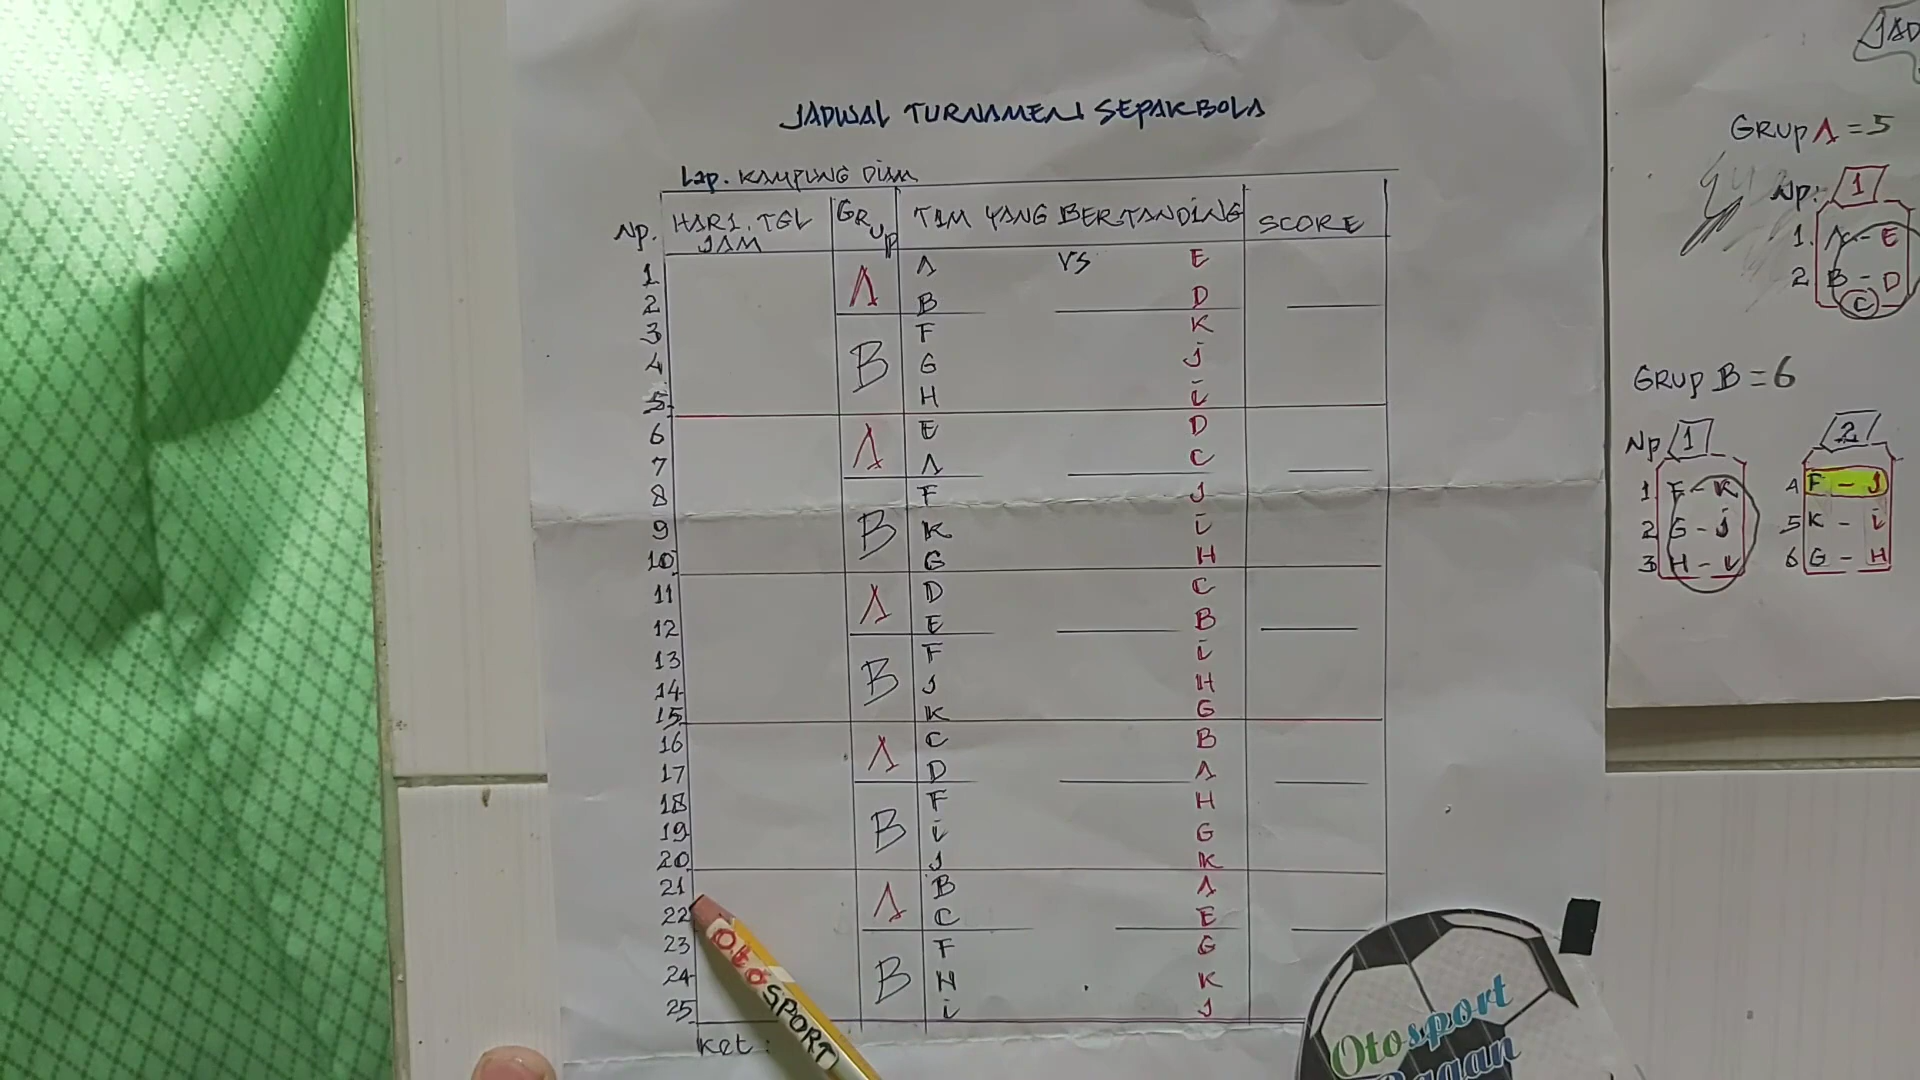 JADWAL TURNAMEN SEPAKBOLA
Lap. KAMPUNG DIAM
No. HARI. TGL JAM GRUP TIM YANG BERTANDING SCORE
1 A A VS E
2 B D
3 B F K
4 G J
5 H i
6 A E D
7 A C
8 B F J
9 K i
10 G H
11 A D C
12 E B
13 B F i
14 J H
15 K G
16 A C B
17 D A
18 B F H
19 i G
20 J K
21 A B A
22 C E
23 B F G
24 H K
25 i J
Ket :
OtoSPORT
Otosport
Bagan
JAD
GRUP A = 5
No: 1
1. A - E
2 B - D
C
GRUP B = 6
No 1
1 F - K
2 G - J
3 H - i
2
4 F - J
5 K - i
6 G - H